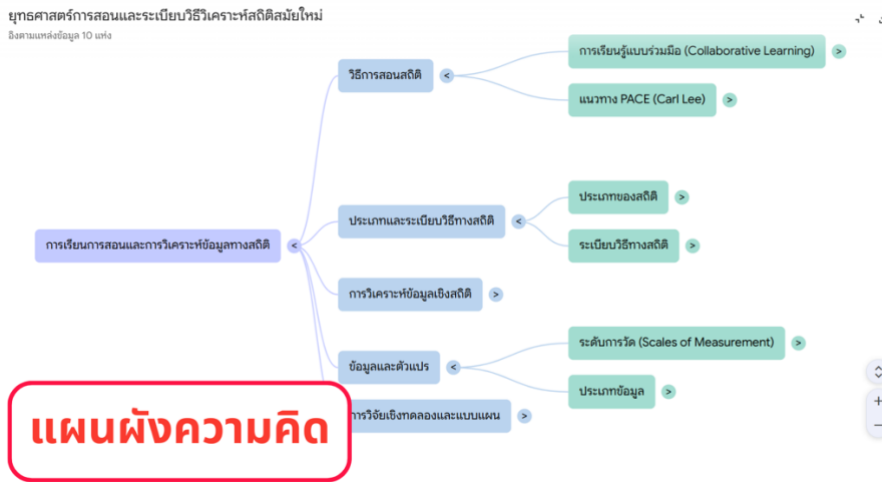 ยุทธศาสตร์การสอนและระเบียบวิธีวิเคราะห์สถิติสมัยใหม่
อิงตามแหล่งข้อมูล 10 แห่ง
การเรียนการสอนและการวิเคราะห์ข้อมูลทางสถิติ
วิธีการสอนสถิติ
การเรียนรู้แบบร่วมมือ (Collaborative Learning)
แนวทาง PACE (Carl Lee)
ประเภทและระเบียบวิธีทางสถิติ
ประเภทของสถิติ
ระเบียบวิธีทางสถิติ
การวิเคราะห์ข้อมูลเชิงสถิติ
ข้อมูลและตัวแปร
ระดับการวัด (Scales of Measurement)
ประเภทข้อมูล
การวิจัยเชิงทดลองและแบบแผน
แผนผังความคิด